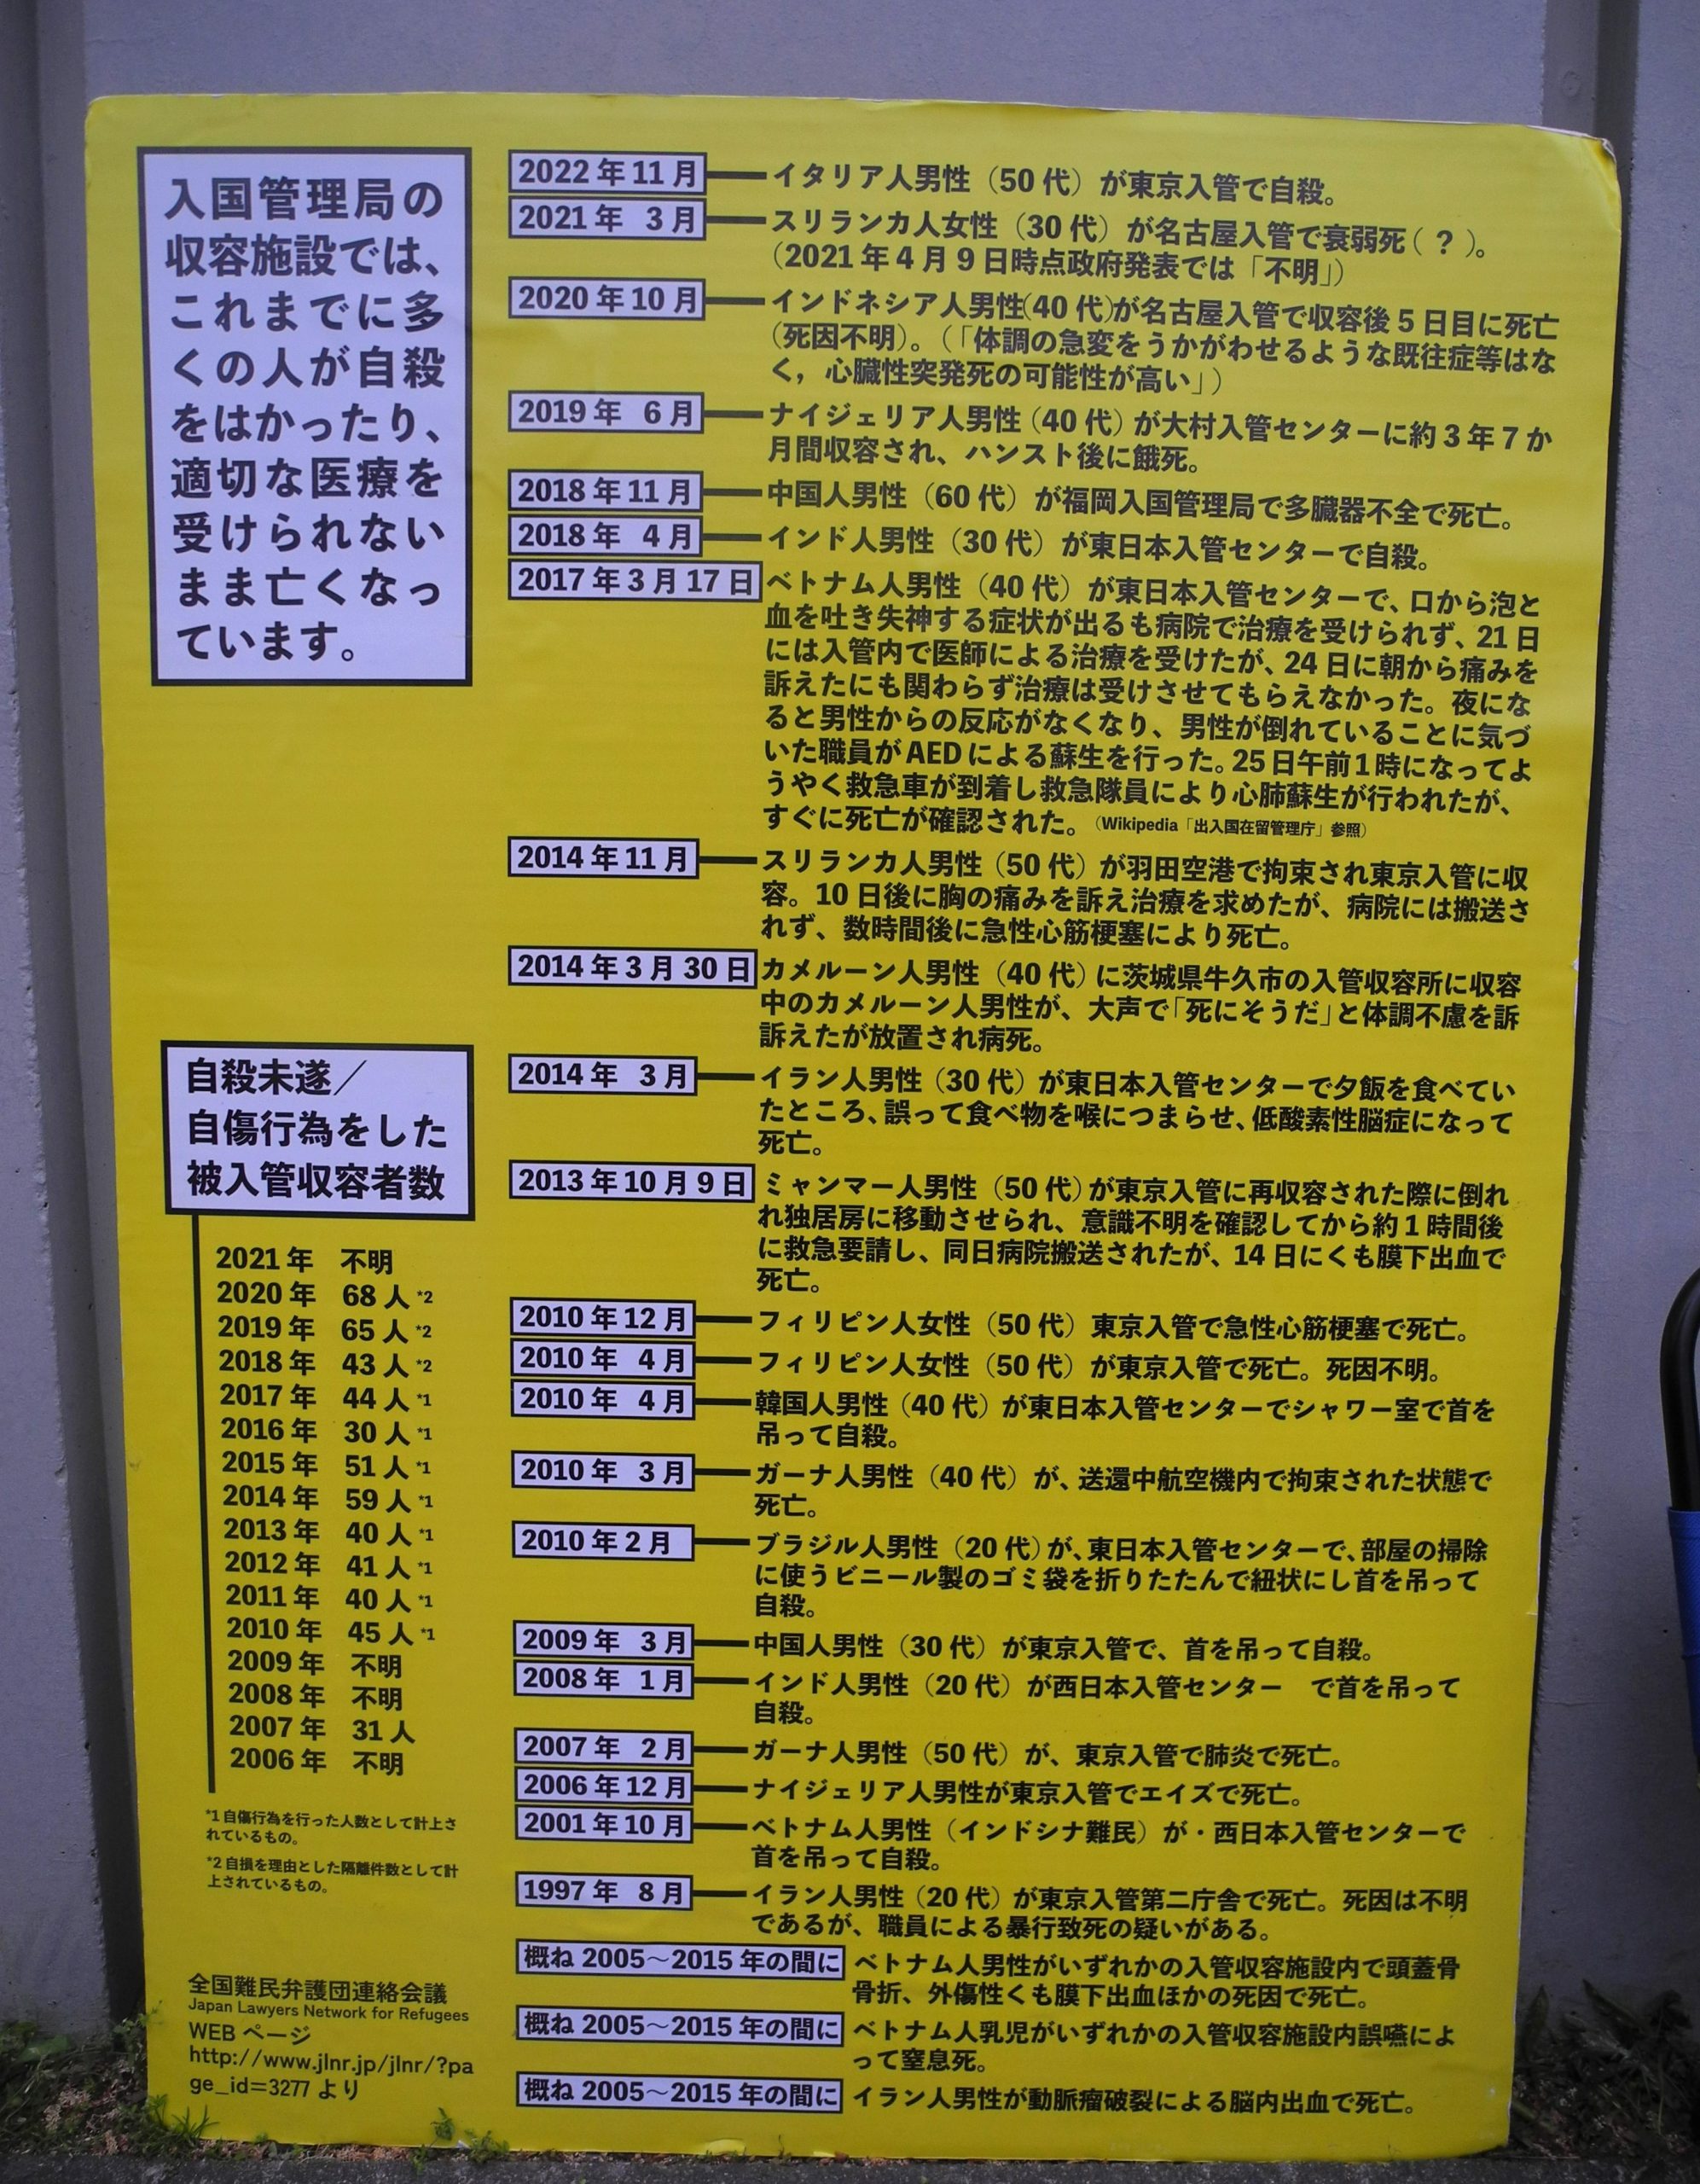 入国管理局の
収容施設では、
これまでに多
くの人が自殺
をはかったり、
適切な医療を
受けられない
まま亡くなっ
ています。
自殺未遂／
自傷行為をした
被入管収容者数
2021年 不明
2020年 68人 *2
2019年 65人 *2
2018年 43人 *2
2017年 44人 *1
2016年 30人 *1
2015年 51人 *1
2014年 59人 *1
2013年 40人 *1
2012年 41人 *1
2011年 40人 *1
2010年 45人 *1
2009年 不明
2008年 不明
2007年 31人
2006年 不明
*1 自傷行為を行った人数として計上さ
れているもの。
*2 自損を理由とした隔離件数として計
上されているもの。
全国難民弁護団連絡会議
Japan Lawyers Network for Refugees
WEB ページ
http://www.jlnr.jp/jlnr/?pa
ge_id=3277 より
2022年11月 イタリア人男性（50代）が東京入管で自殺。
2021年 3月 スリランカ人女性（30代）が名古屋入管で衰弱死（？）。
（2021年4月9日時点政府発表では「不明」）
2020年10月 インドネシア人男性（40代）が名古屋入管で収容後5日目に死亡
（死因不明）。（「体調の急変をうかがわせるような既往症等はな
く，心臓性突発死の可能性が高い」）
2019年 6月 ナイジェリア人男性（40代）が大村入管センターに約3年7か
月間収容され、ハンスト後に餓死。
2018年11月 中国人男性（60代）が福岡入国管理局で多臓器不全で死亡。
2018年 4月 インド人男性（30代）が東日本入管センターで自殺。
2017年3月17日 ベトナム人男性（40代）が東日本入管センターで、口から泡と
血を吐き失神する症状が出るも病院で治療を受けられず、21日
には入管内で医師による治療を受けたが、24日に朝から痛みを
訴えたにも関わらず治療は受けさせてもらえなかった。夜にな
ると男性からの反応がなくなり、男性が倒れていることに気づ
いた職員がAEDによる蘇生を行った。25日午前1時になってよ
うやく救急車が到着し救急隊員により心肺蘇生が行われたが、
すぐに死亡が確認された。（Wikipedia「出入国在留管理庁」参照）
2014年11月 スリランカ人男性（50代）が羽田空港で拘束され東京入管に収
容。10日後に胸の痛みを訴え治療を求めたが、病院には搬送さ
れず、数時間後に急性心筋梗塞により死亡。
2014年3月30日 カメルーン人男性（40代）に茨城県牛久市の入管収容所に収容
中のカメルーン人男性が、大声で「死にそうだ」と体調不慮を訴
訴えたが放置され病死。
2014年 3月 イラン人男性（30代）が東日本入管センターで夕飯を食べてい
たところ、誤って食べ物を喉につまらせ、低酸素性脳症になって
死亡。
2013年10月9日 ミャンマー人男性（50代）が東京入管に再収容された際に倒れ
れ独居房に移動させられ、意識不明を確認してから約1時間後
に救急要請し、同日病院搬送されたが、14日にくも膜下出血で
死亡。
2010年12月 フィリピン人女性（50代）東京入管で急性心筋梗塞で死亡。
2010年 4月 フィリピン人女性（50代）が東京入管で死亡。死因不明。
2010年 4月 韓国人男性（40代）が東日本入管センターでシャワー室で首を
吊って自殺。
2010年 3月 ガーナ人男性（40代）が、送還中航空機内で拘束された状態で
死亡。
2010年2月 ブラジル人男性（20代）が、東日本入管センターで、部屋の掃除
に使うビニール製のゴミ袋を折りたたんで紐状にし首を吊って
自殺。
2009年 3月 中国人男性（30代）が東京入管で、首を吊って自殺。
2008年 1月 インド人男性（20代）が西日本入管センター　で首を吊って
自殺。
2007年 2月 ガーナ人男性（50代）が、東京入管で肺炎で死亡。
2006年12月 ナイジェリア人男性が東京入管でエイズで死亡。
2001年10月 ベトナム人男性（インドシナ難民）が・西日本入管センターで
首を吊って自殺。
1997年 8月 イラン人男性（20代）が東京入管第二庁舎で死亡。死因は不明
であるが、職員による暴行致死の疑いがある。
概ね 2005～2015年の間に ベトナム人男性がいずれかの入管収容施設内で頭蓋骨
骨折、外傷性くも膜下出血ほかの死因で死亡。
概ね 2005～2015年の間に ベトナム人乳児がいずれかの入管収容施設内誤嚥によ
って窒息死。
概ね 2005～2015年の間に イラン人男性が動脈瘤破裂による脳内出血で死亡。